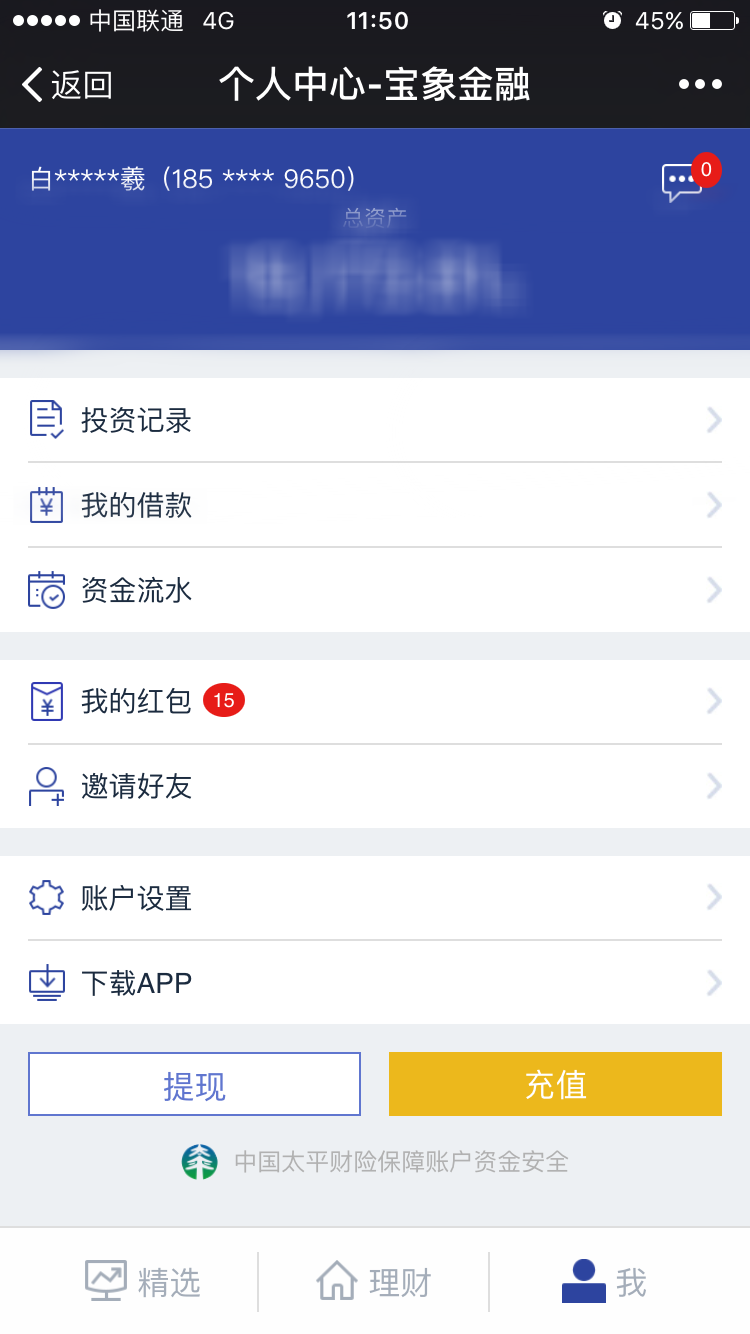 中国联通 4G 11:50 45%
返回 个人中心-宝象金融
白*****羲（185 **** 9650） 0
总资产
投资记录
我的借款
资金流水
我的红包 15
邀请好友
账户设置
下载APP
提现 充值
中国太平财险保障账户资金安全
精选 理财 我